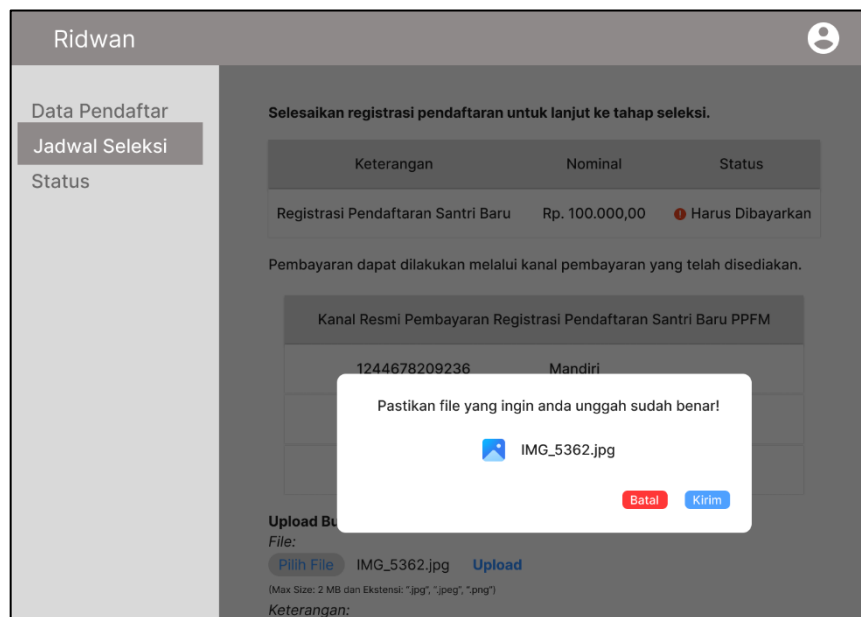 Ridwan
Data Pendaftar
Jadwal Seleksi
Status
Selesaikan registrasi pendaftaran untuk lanjut ke tahap seleksi.
Keterangan Nominal Status
Registrasi Pendaftaran Santri Baru Rp. 100.000,00 Harus Dibayarkan
Pembayaran dapat dilakukan melalui kanal pembayaran yang telah disediakan.
Kanal Resmi Pembayaran Registrasi Pendaftaran Santri Baru PPFM
1244678209236 Mandiri
Pastikan file yang ingin anda unggah sudah benar!
IMG_5362.jpg
Batal Kirim
Upload
File:
Pilih File IMG_5362.jpg Upload
(Max Size: 2 MB dan Ekstensi: ".jpg", ".jpeg", ".png")
Keterangan: